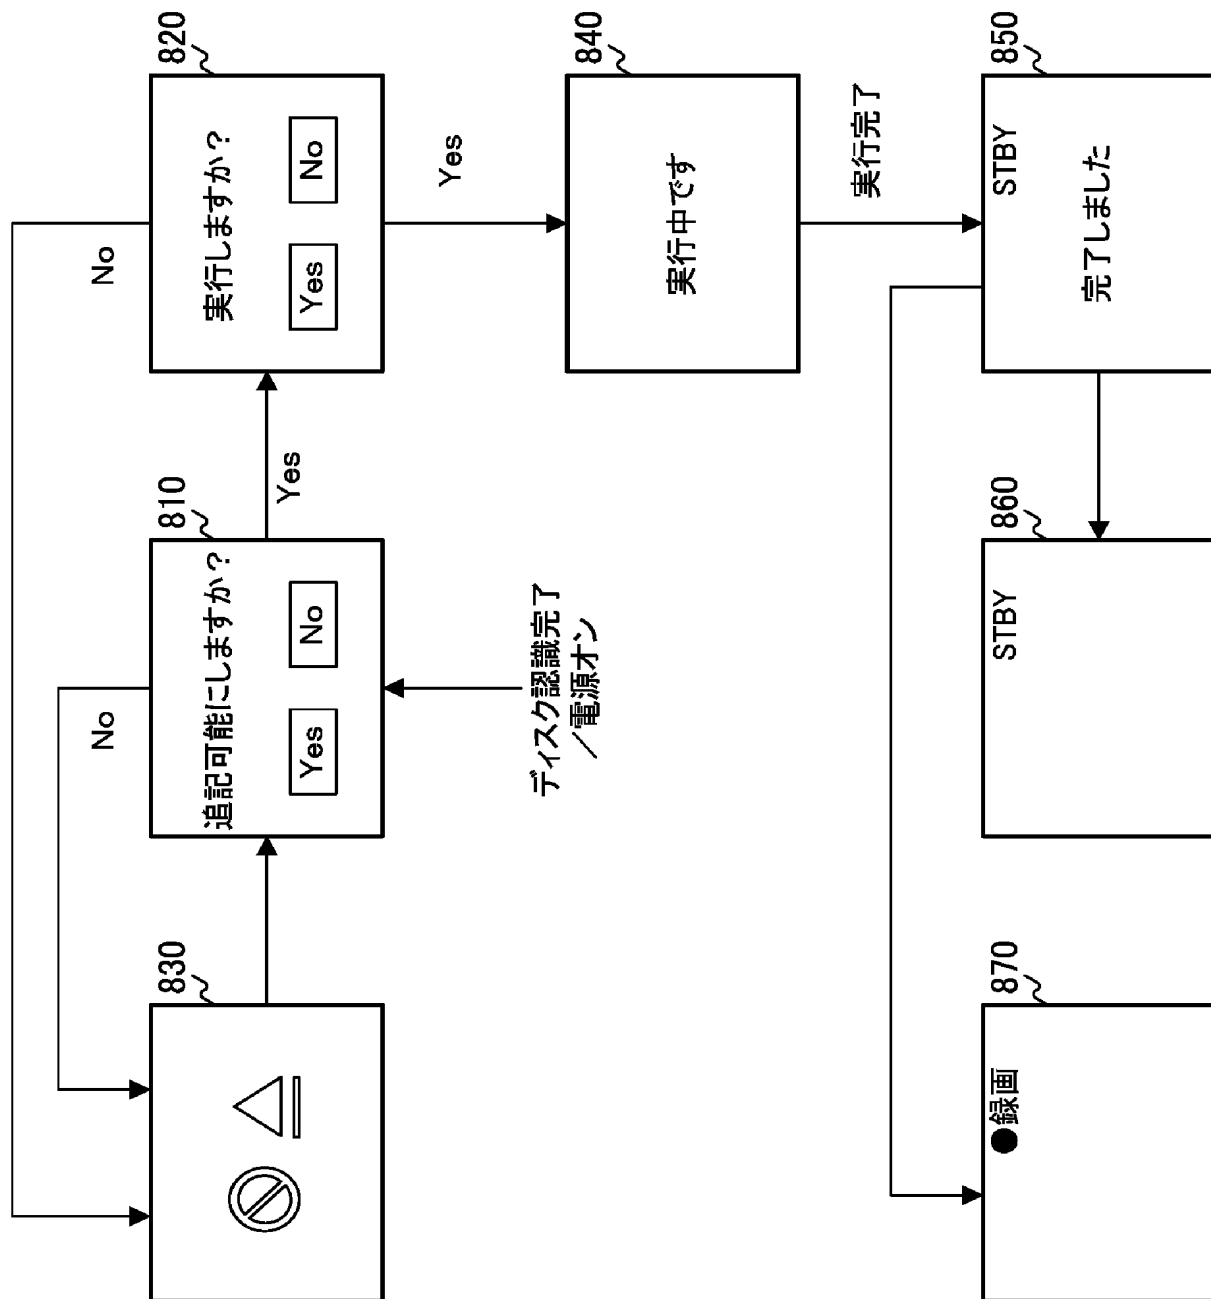 No
No
830
810
820
追記可能にしますか？
実行しますか？
Yes
No
Yes
Yes
No
Yes
ディスク認識完了
／電源オン
840
実行中です
実行完了
870
860
850
●録画
STBY
STBY
完了しました